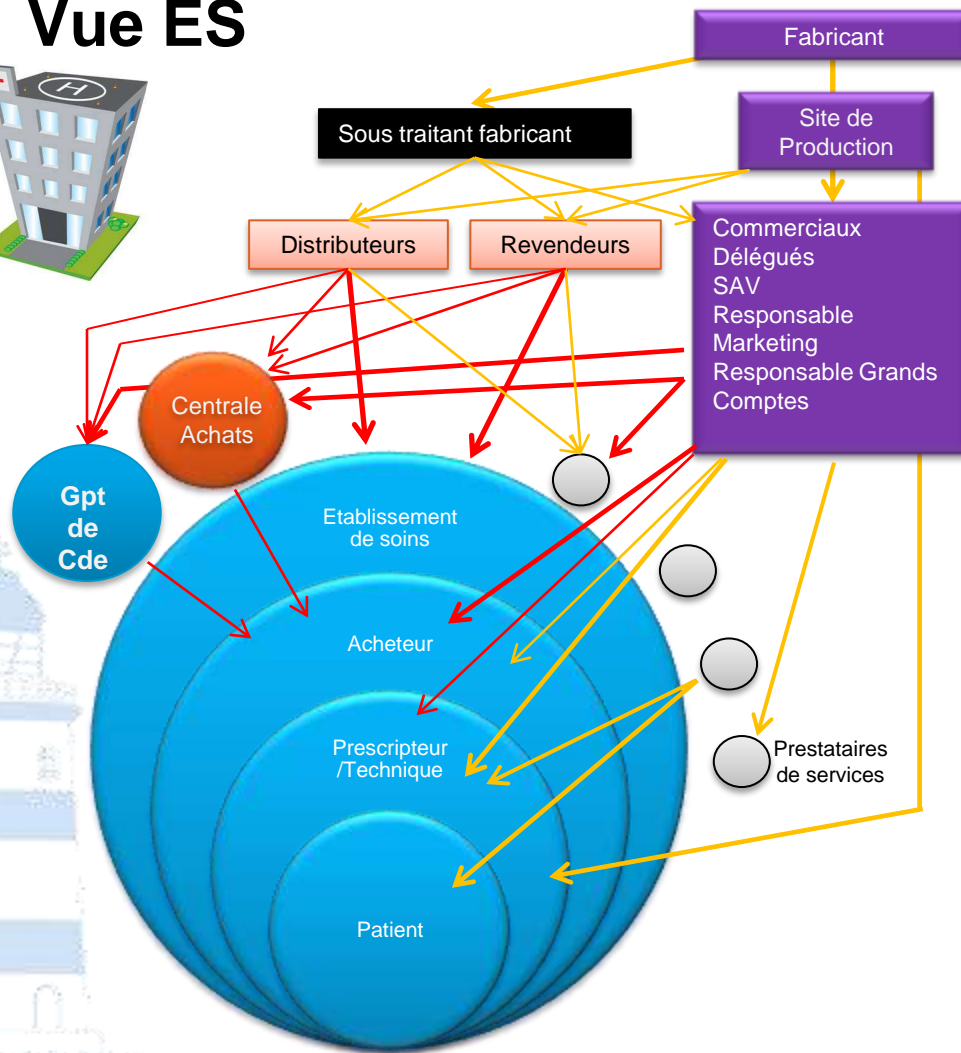 Vue ES
H
Fabricant
Sous traitant fabricant
Site de
Production
Distributeurs
Revendeurs
Commerciaux
Délégués
SAV
Responsable
Marketing
Responsable Grands
Comptes
Centrale
Achats
Gpt
de
Cde
Etablissement
de soins
Acheteur
Prescripteur
/Technique
Prestataires
de services
Patient